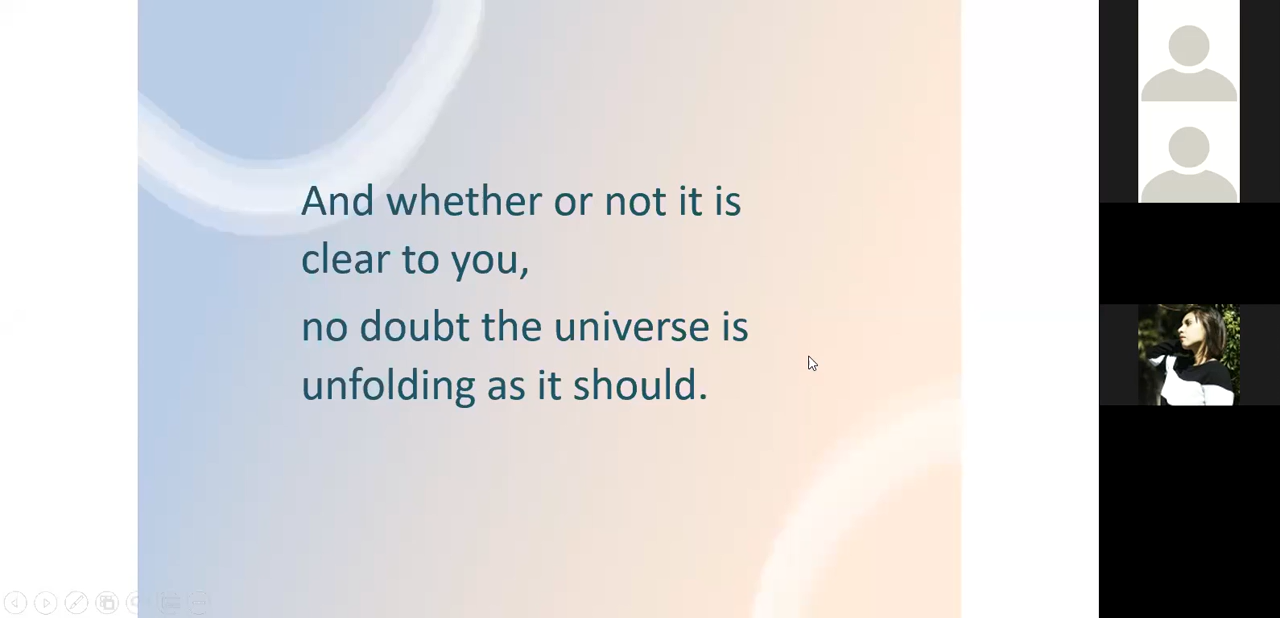 And whether or not it is
clear to you,
no doubt the universe is
unfolding as it should.